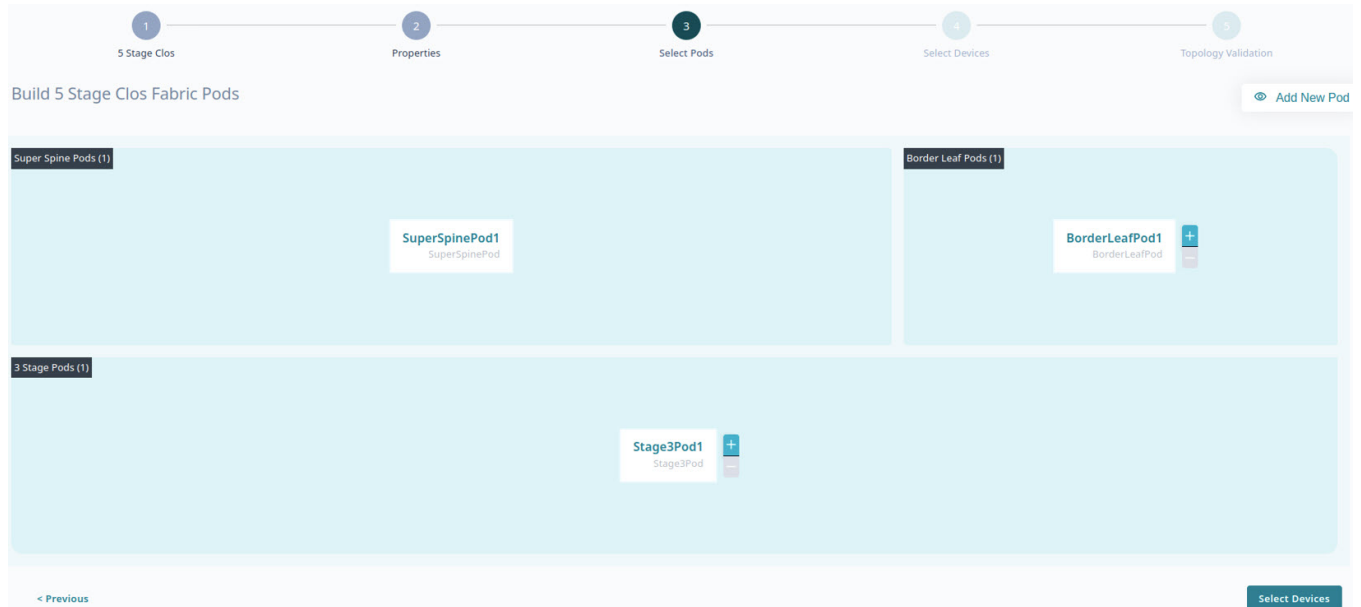 1
2
3
4
5
5 Stage Clos
Properties
Select Pods
Select Devices
Topology Validation
Build 5 Stage Clos Fabric Pods
Add New Pod
Super Spine Pods (1)
Border Leaf Pods (1)
SuperSpinePod1
SuperSpinePod
BorderLeafPod1
BorderLeafPod
+
−
3 Stage Pods (1)
Stage3Pod1
Stage3Pod
+
−
< Previous
Select Devices